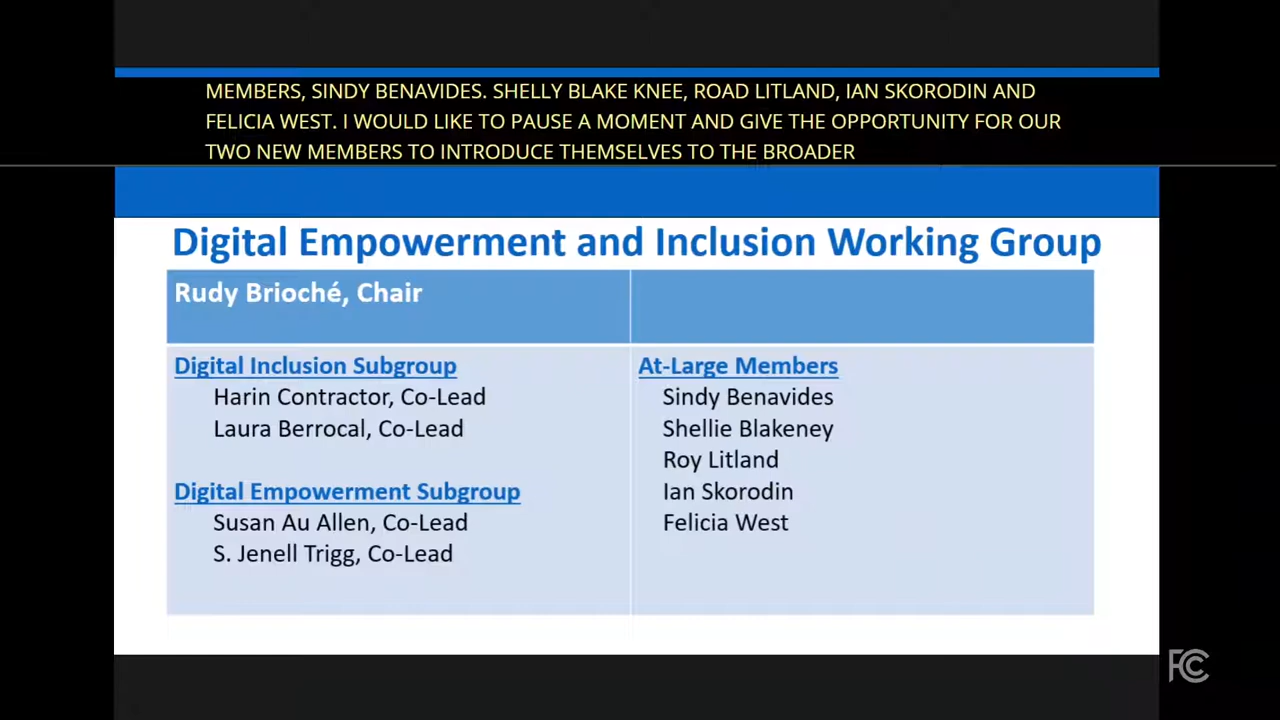 MEMBERS, SINDY BENAVIDES. SHELLY BLAKE KNEE, ROAD LITLAND, IAN SKORODIN AND
FELICIA WEST. I WOULD LIKE TO PAUSE A MOMENT AND GIVE THE OPPORTUNITY FOR OUR
TWO NEW MEMBERS TO INTRODUCE THEMSELVES TO THE BROADER
Digital Empowerment and Inclusion Working Group
Rudy Brioché, Chair
Digital Inclusion Subgroup
Harin Contractor, Co-Lead
Laura Berrocal, Co-Lead
Digital Empowerment Subgroup
Susan Au Allen, Co-Lead
S. Jenell Trigg, Co-Lead
At-Large Members
Sindy Benavides
Shellie Blakeney
Roy Litland
Ian Skorodin
Felicia West
FCC